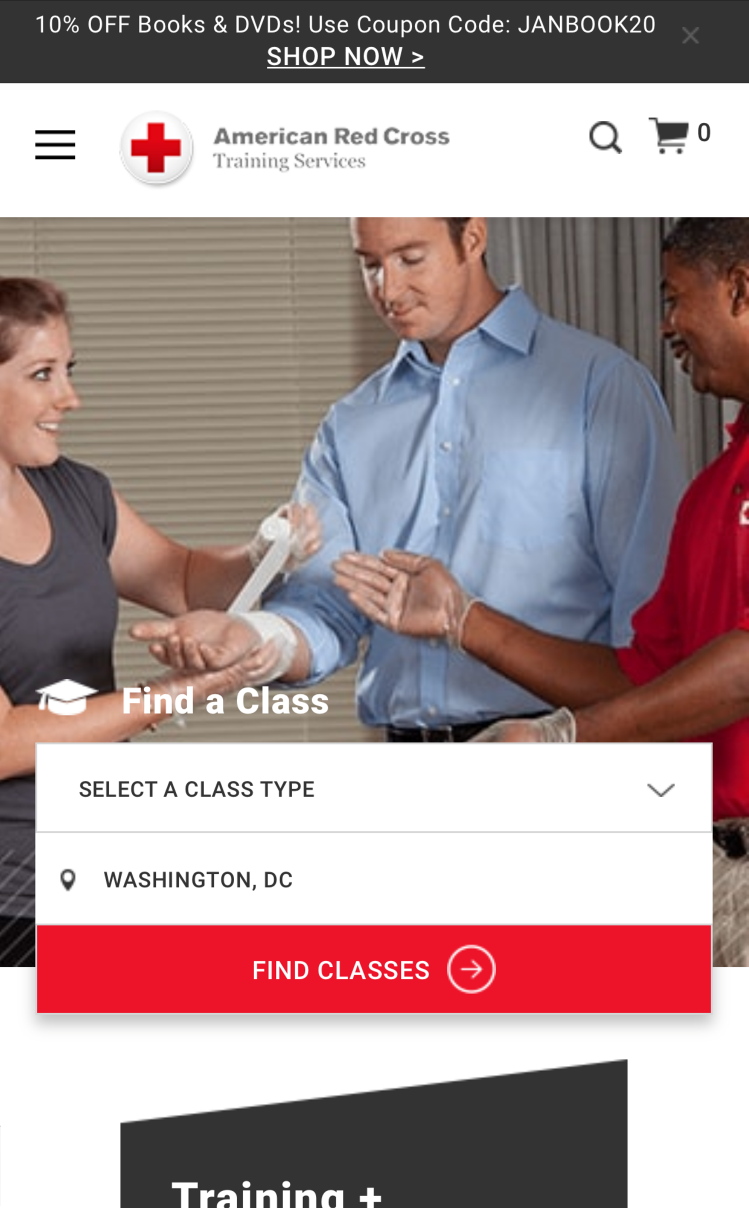 10% OFF Books & DVDs! Use Coupon Code: JANBOOK20
SHOP NOW >
American Red Cross
Training Services
0
Find a Class
SELECT A CLASS TYPE
WASHINGTON, DC
FIND CLASSES
Training +